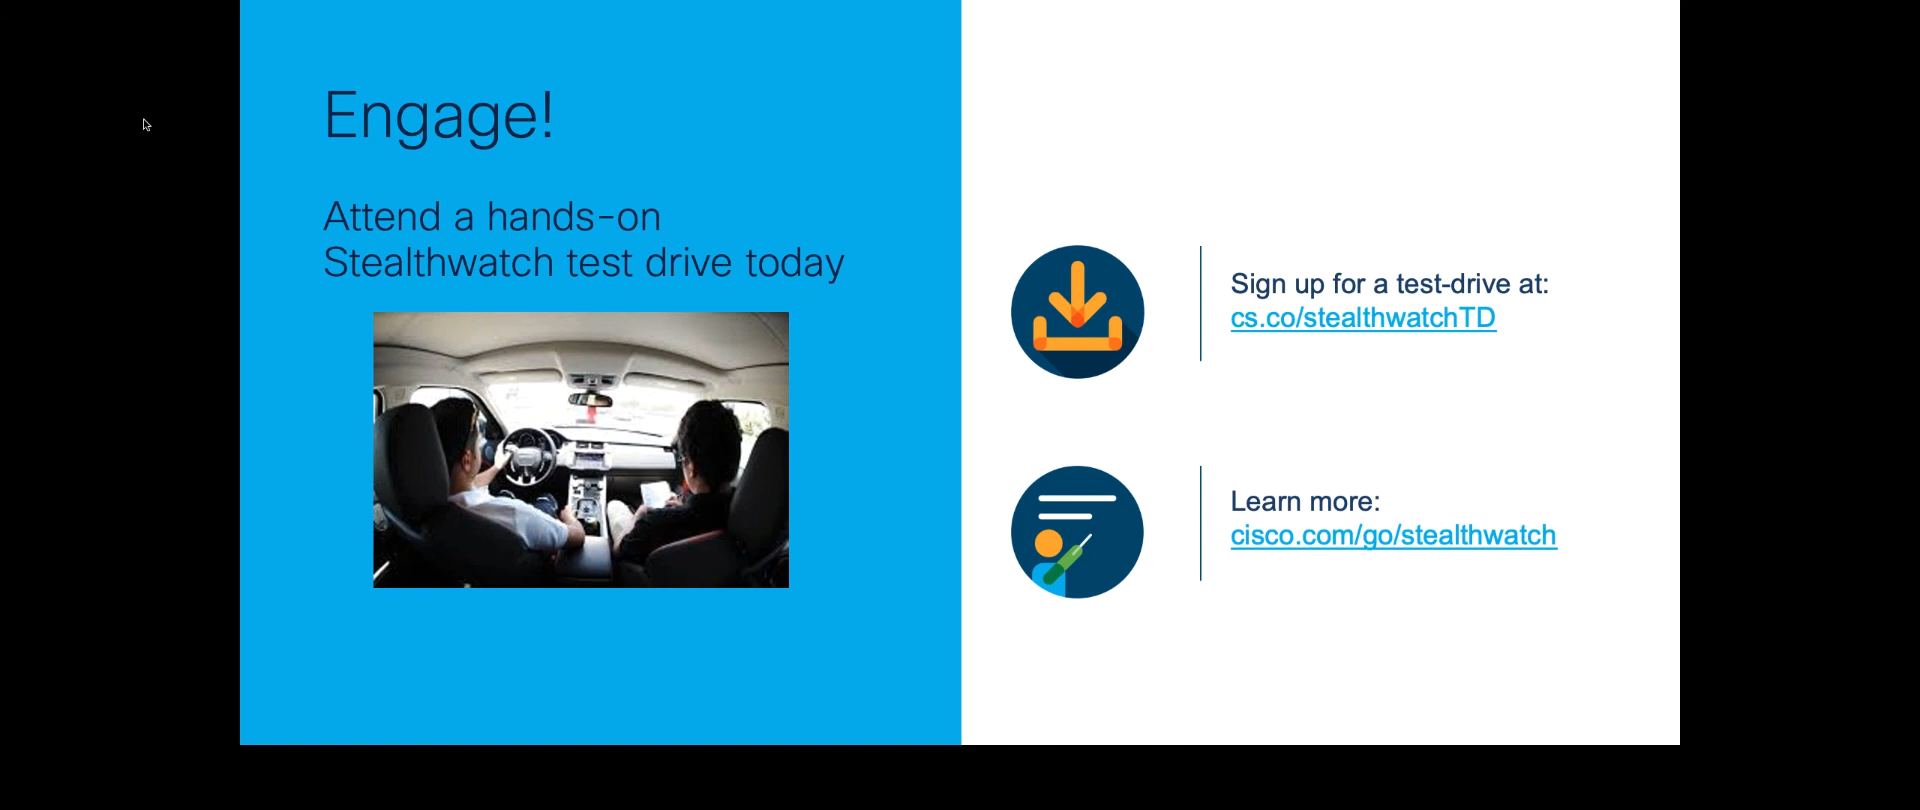 Engage!
Attend a hands-on
Stealthwatch test drive today
Sign up for a test-drive at:
cs.co/stealthwatchTD
Learn more:
cisco.com/go/stealthwatch